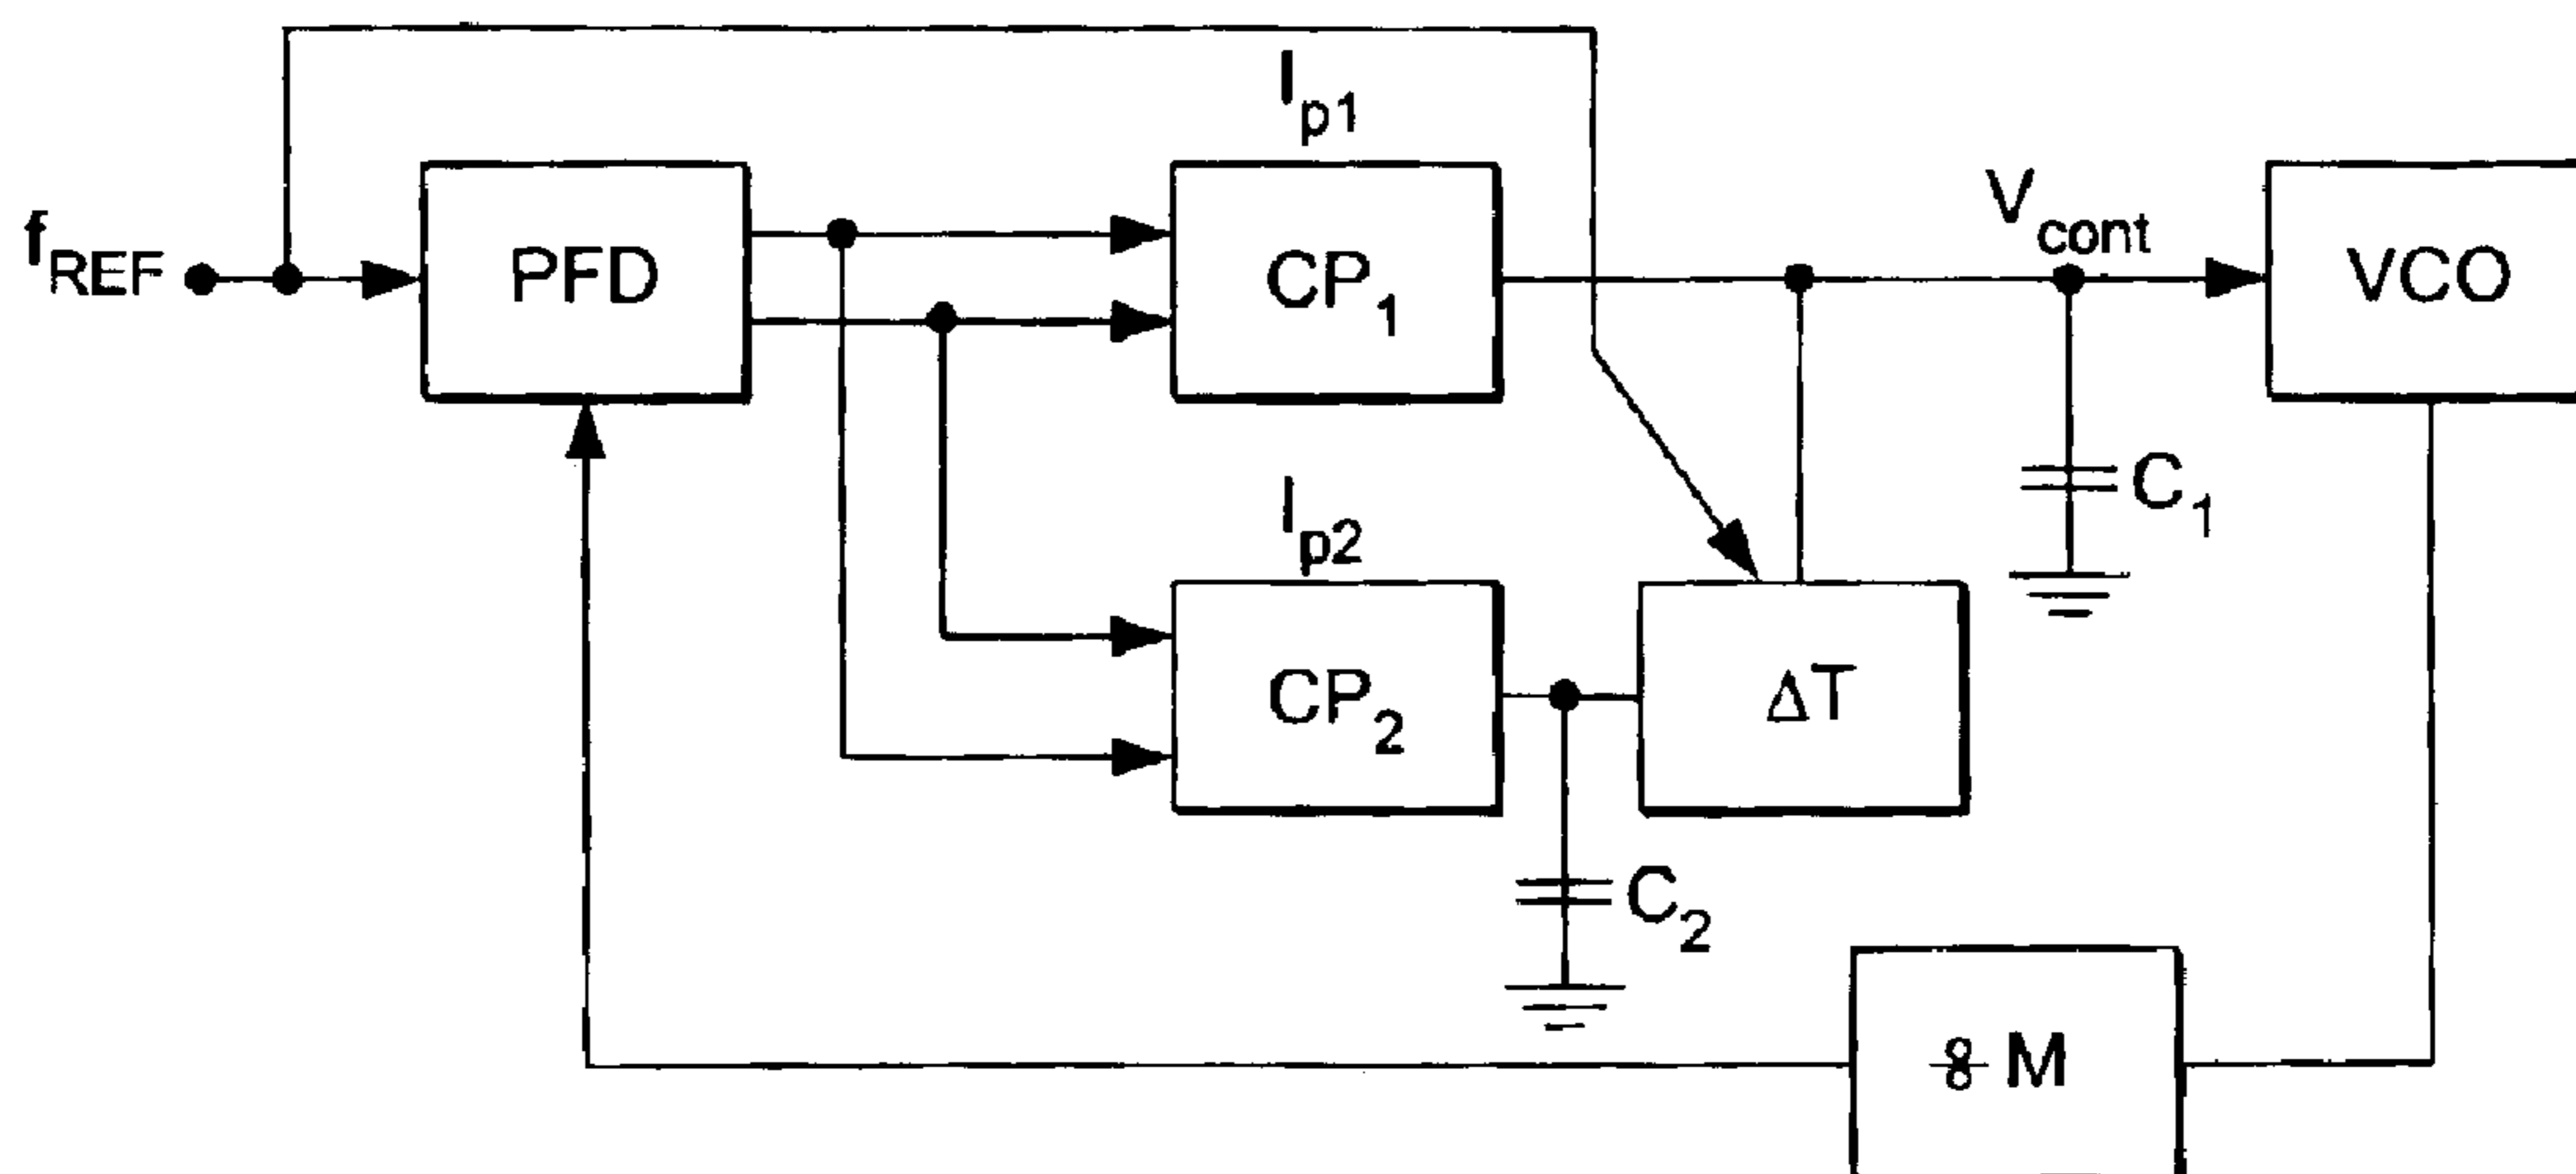 I_p1
f_REF
PFD
CP_1
V_cont
VCO
C_1
I_p2
CP_2
ΔT
C_2
÷ M